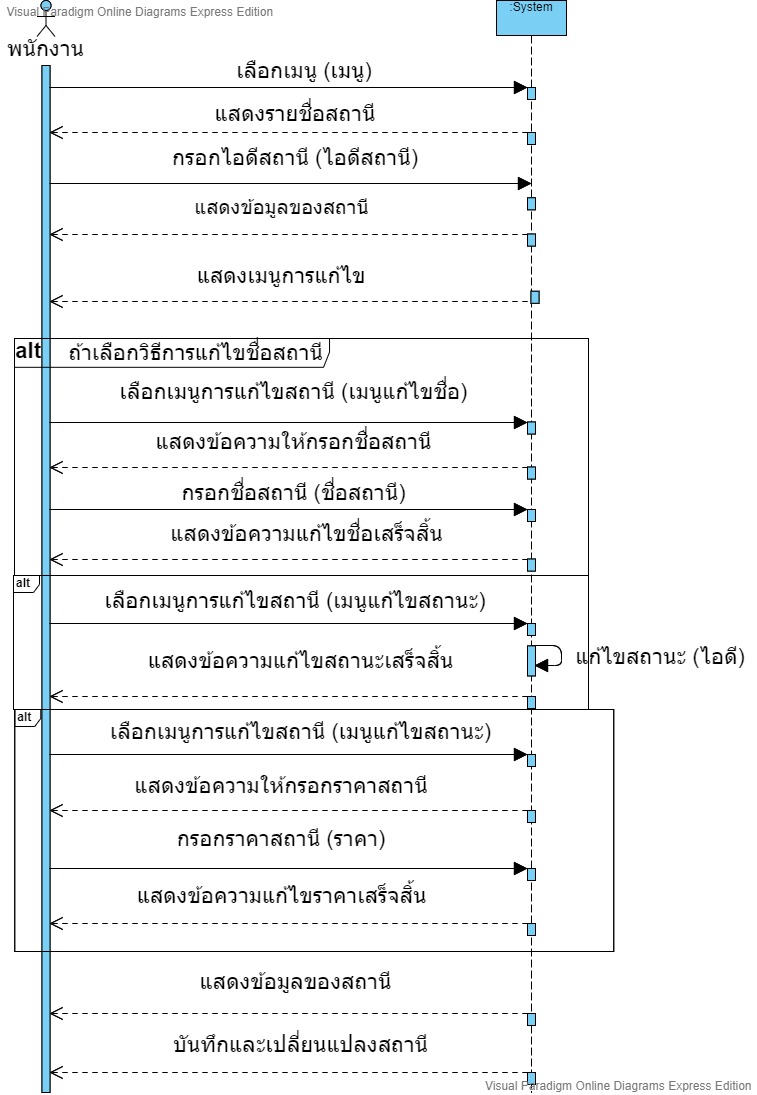 Visual Paradigm Online Diagrams Express Edition
:System
พนักงาน
เลือกเมนู (เมนู)
แสดงรายชื่อสถานี
กรอกไอดีสถานี (ไอดีสถานี)
แสดงข้อมูลของสถานี
แสดงเมนูการแก้ไข
alt ถ้าเลือกวิธีการแก้ไขชื่อสถานี
เลือกเมนูการแก้ไขสถานี (เมนูแก้ไขชื่อ)
แสดงข้อความให้กรอกชื่อสถานี
กรอกชื่อสถานี (ชื่อสถานี)
แสดงข้อความแก้ไขชื่อเสร็จสิ้น
alt
เลือกเมนูการแก้ไขสถานี (เมนูแก้ไขสถานะ)
แสดงข้อความแก้ไขสถานะเสร็จสิ้น
แก้ไขสถานะ (ไอดี)
alt
เลือกเมนูการแก้ไขสถานี (เมนูแก้ไขสถานะ)
แสดงข้อความให้กรอกราคาสถานี
กรอกราคาสถานี (ราคา)
แสดงข้อความแก้ไขราคาเสร็จสิ้น
แสดงข้อมูลของสถานี
บันทึกและเปลี่ยนแปลงสถานี
Visual Paradigm Online Diagrams Express Edition